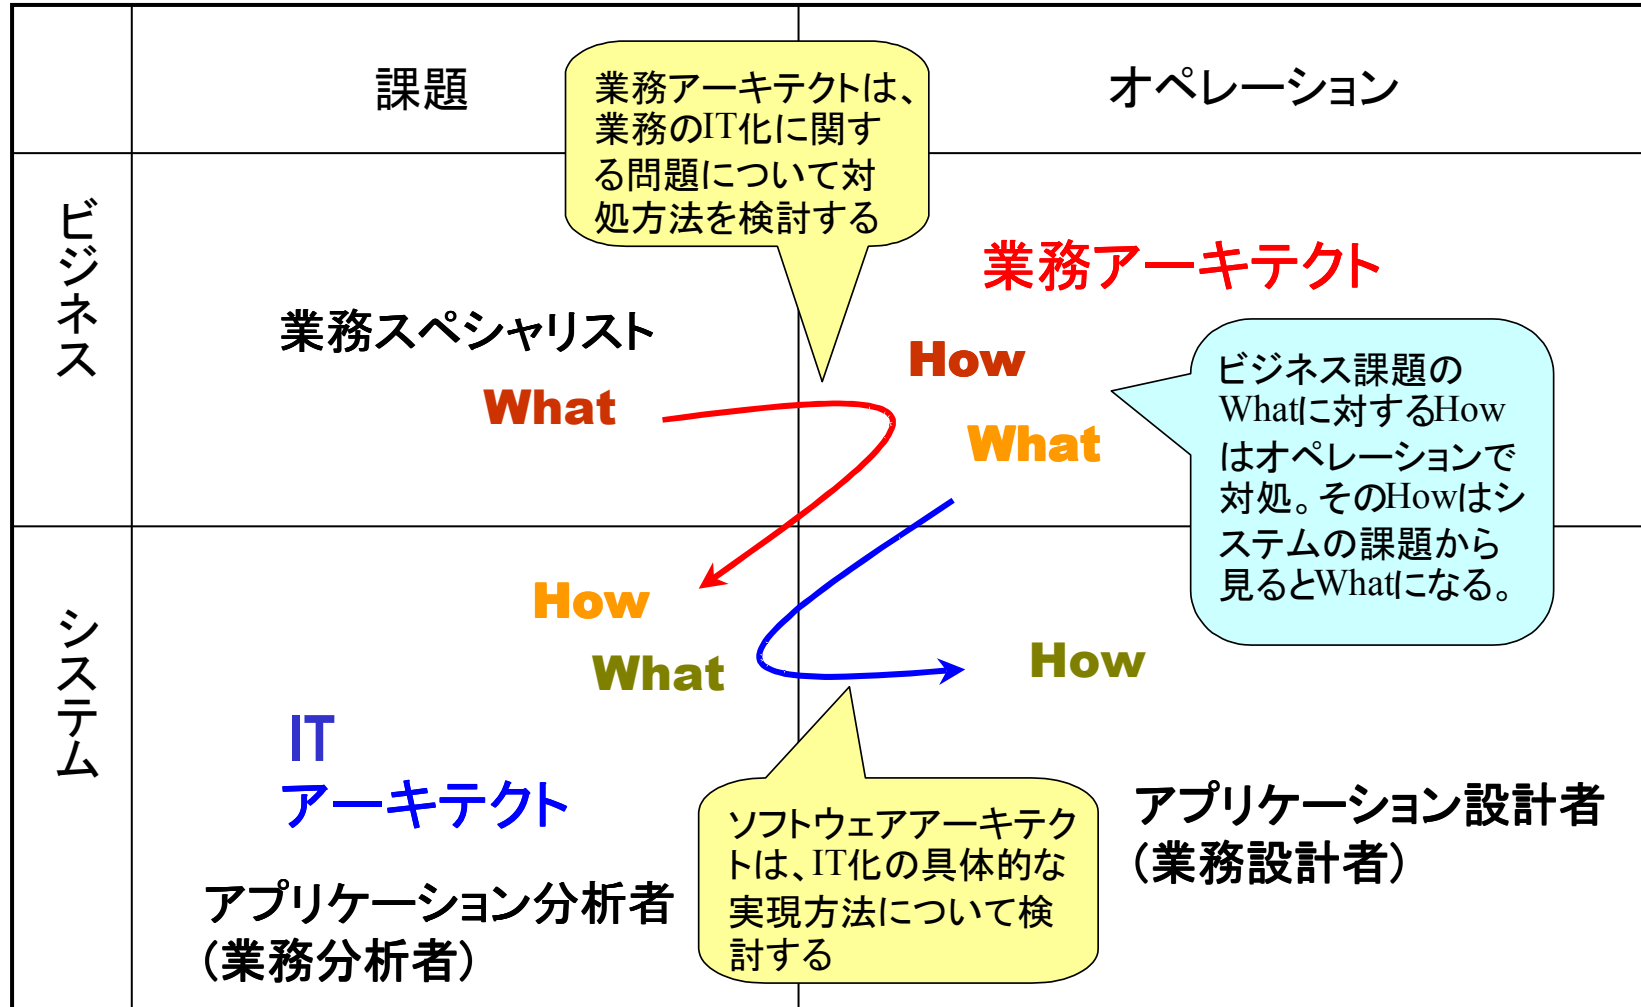 課題
オペレーション
業務アーキテクトは、
業務のIT化に関す
る問題について対
処方法を検討する
ビジネス
業務スペシャリスト
What
業務アーキテクト
How
What
ビジネス課題の
Whatに対するHow
はオペレーションで
対処。そのHowはシ
ステムの課題から
見るとWhatになる。
システム
How
What
How
IT
アーキテクト
アプリケーション分析者
(業務分析者)
ソフトウェアアーキテク
トは、IT化の具体的な
実現方法について検
討する
アプリケーション設計者
(業務設計者)